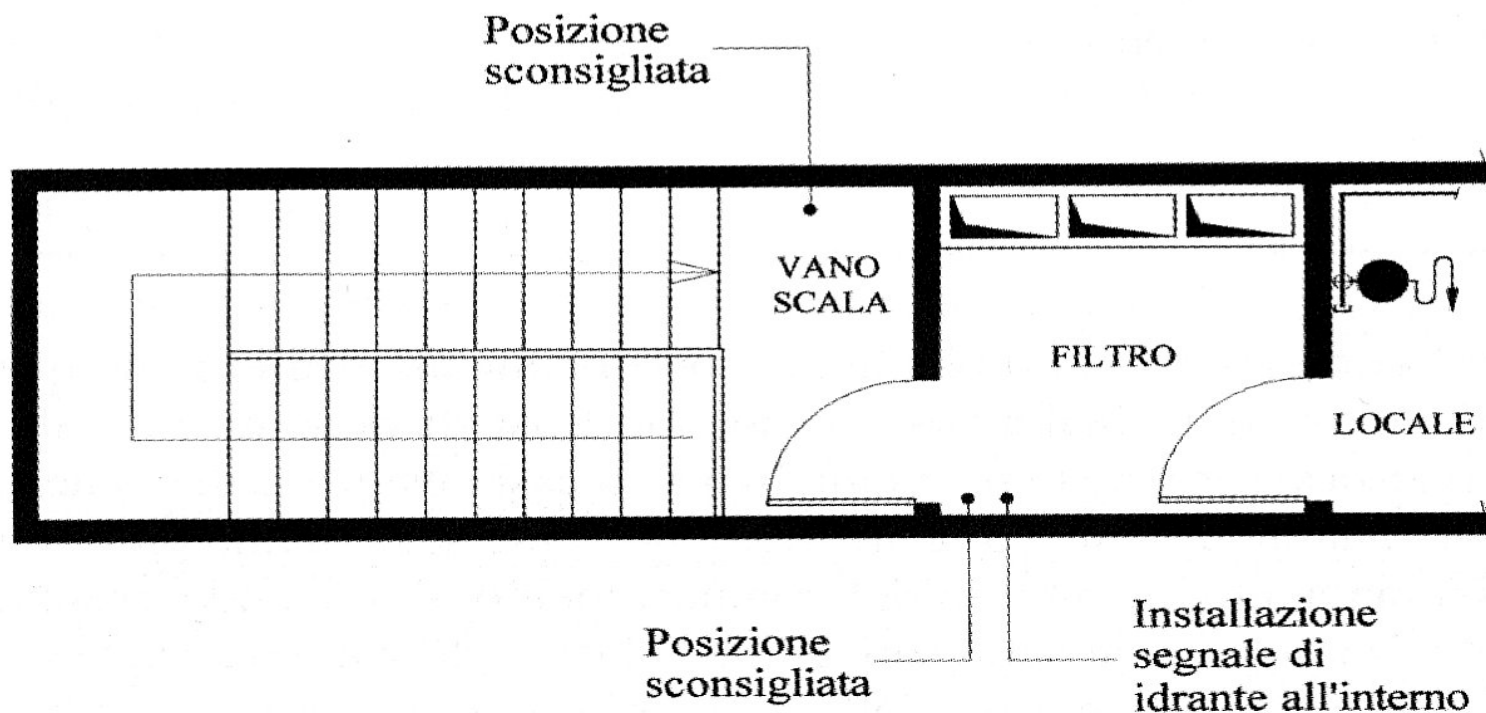 Posizione
sconsigliata
VANO
SCALA
FILTRO
LOCALE
Posizione
sconsigliata
Installazione
segnale di
idrante all'interno